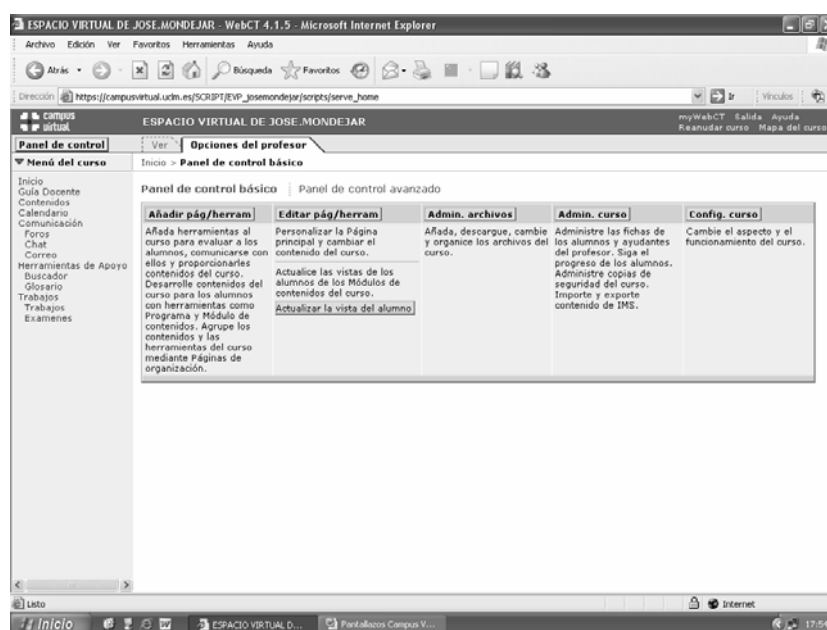 ESPACIO VIRTUAL DE JOSE.MONDEJAR - WebCT 4.1.5 - Microsoft Internet Explorer
Archivo Edición Ver Favoritos Herramientas Ayuda
Atrás Búsqueda Favoritos
Dirección https://campusvirtual.uclm.es/SCRIPT/EVP_josemondejar/scripts/serve_home Ir Vínculos
campus virtual
ESPACIO VIRTUAL DE JOSE.MONDEJAR
myWebCT Salida Ayuda
Reanudar curso Mapa del curso
Panel de control Ver Opciones del profesor
Menú del curso Inicio > Panel de control básico
Inicio
Guía Docente
Contenidos
Calendario
Comunicación
Foros
Chat
Correo
Herramientas de Apoyo
Buscador
Glosario
Trabajos
Trabajos
Examenes
Panel de control básico Panel de control avanzado
Añadir pág/herram
Añada herramientas al
curso para evaluar a los
alumnos, comunicarse con
ellos y proporcionarles
contenidos del curso.
Desarrolle contenidos del
curso para los alumnos
con herramientas como
Programa y Módulo de
contenidos. Agrupe los
contenidos y las
herramientas del curso
mediante Páginas de
organización.
Editar pág/herram
Personalizar la Página
principal y cambiar el
contenido del curso.
Actualice las vistas de los
alumnos de los Módulos de
contenidos del curso.
Actualizar la vista del alumno
Admin. archivos
Añada, descargue, cambie
y organice los archivos del
curso.
Admin. curso
Administre las fichas de
los alumnos y ayudantes
del profesor. Siga el
progreso de los alumnos.
Administre copias de
seguridad del curso.
Importe y exporte
contenido de IMS.
Config. curso
Cambie el aspecto y el
funcionamiento del curso.
Listo Internet
Inicio ESPACIO VIRTUAL D... Pantallazos Campus V... 17:54